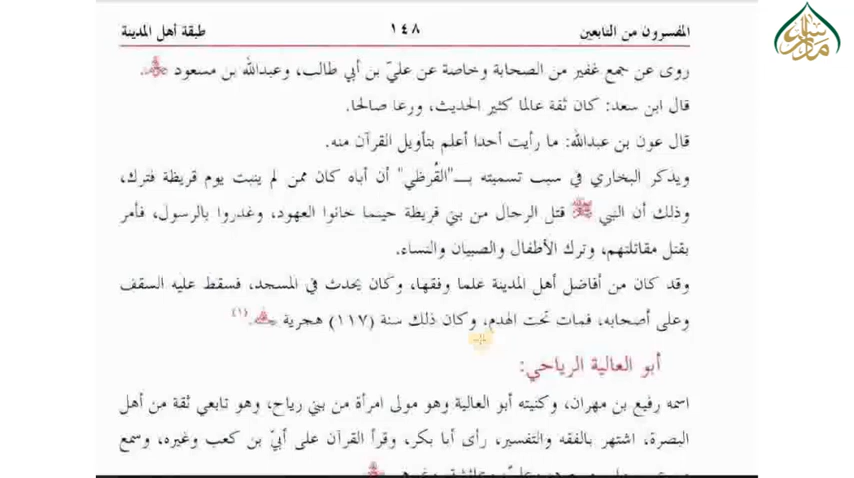 المفسرون من التابعين ١٤٨ طبقة أهل المدينة
روى عن جمع غفير من الصحابة وخاصة عن عليّ بن أبي طالب، وعبدالله بن مسعود
قال ابن سعد: كان ثقة عالما كثير الحديث، ورعا صالحا.
قال عون بن عبدالله: ما رأيت أحدا أعلم بتأويل القرآن منه.
ويذكر البخاري في سبب تسميته بـ"القُرظي" أن أباه كان ممن لم ينبت يوم قريظة فترك،
وذلك أن النبي ﷺ قتل الرجال من بني قريظة حينما خانوا العهود، وغدروا بالرسول، فأمر
بقتل مقاتلتهم، وترك الأطفال والصبيان والنساء.
وقد كان من أفاضل أهل المدينة علما وفقها، وكان يحدث في المسجد، فسقط عليه السقف
وعلى أصحابه، فمات تحت الهدم، وكان ذلك سنة (١١٧) هجرية (١)
أبو العالية الرياحي:
اسمه رفيع بن مهران، وكنيته أبو العالية وهو مولى امرأة من بني رياح، وهو تابعي ثقة من أهل
البصرة، اشتهر بالفقه والتفسير، رأى أبا بكر، وقرأ القرآن على أبيّ بن كعب وغيره، وسمع